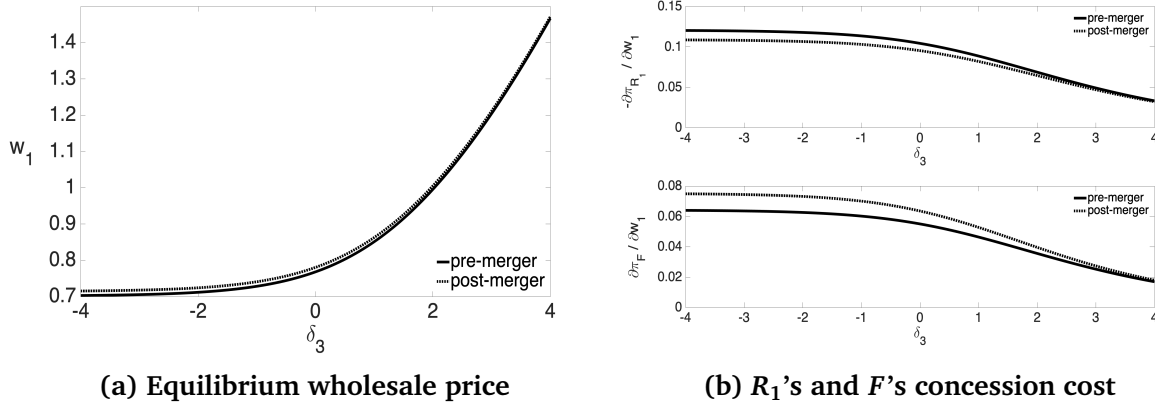 1.4
1.3
1.2
1.1
1
0.9
0.8
0.7
w1
-4 -2 0 2 4
δ3
pre-merger
post-merger
(a) Equilibrium wholesale price
0.15
0.1
0.05
0
-∂πR1 / ∂w1
-4 -3 -2 -1 0 1 2 3 4
δ3
pre-merger
post-merger
0.08
0.06
0.04
0.02
0
∂πF / ∂w1
-4 -3 -2 -1 0 1 2 3 4
δ3
pre-merger
post-merger
(b) R1's and F's concession cost